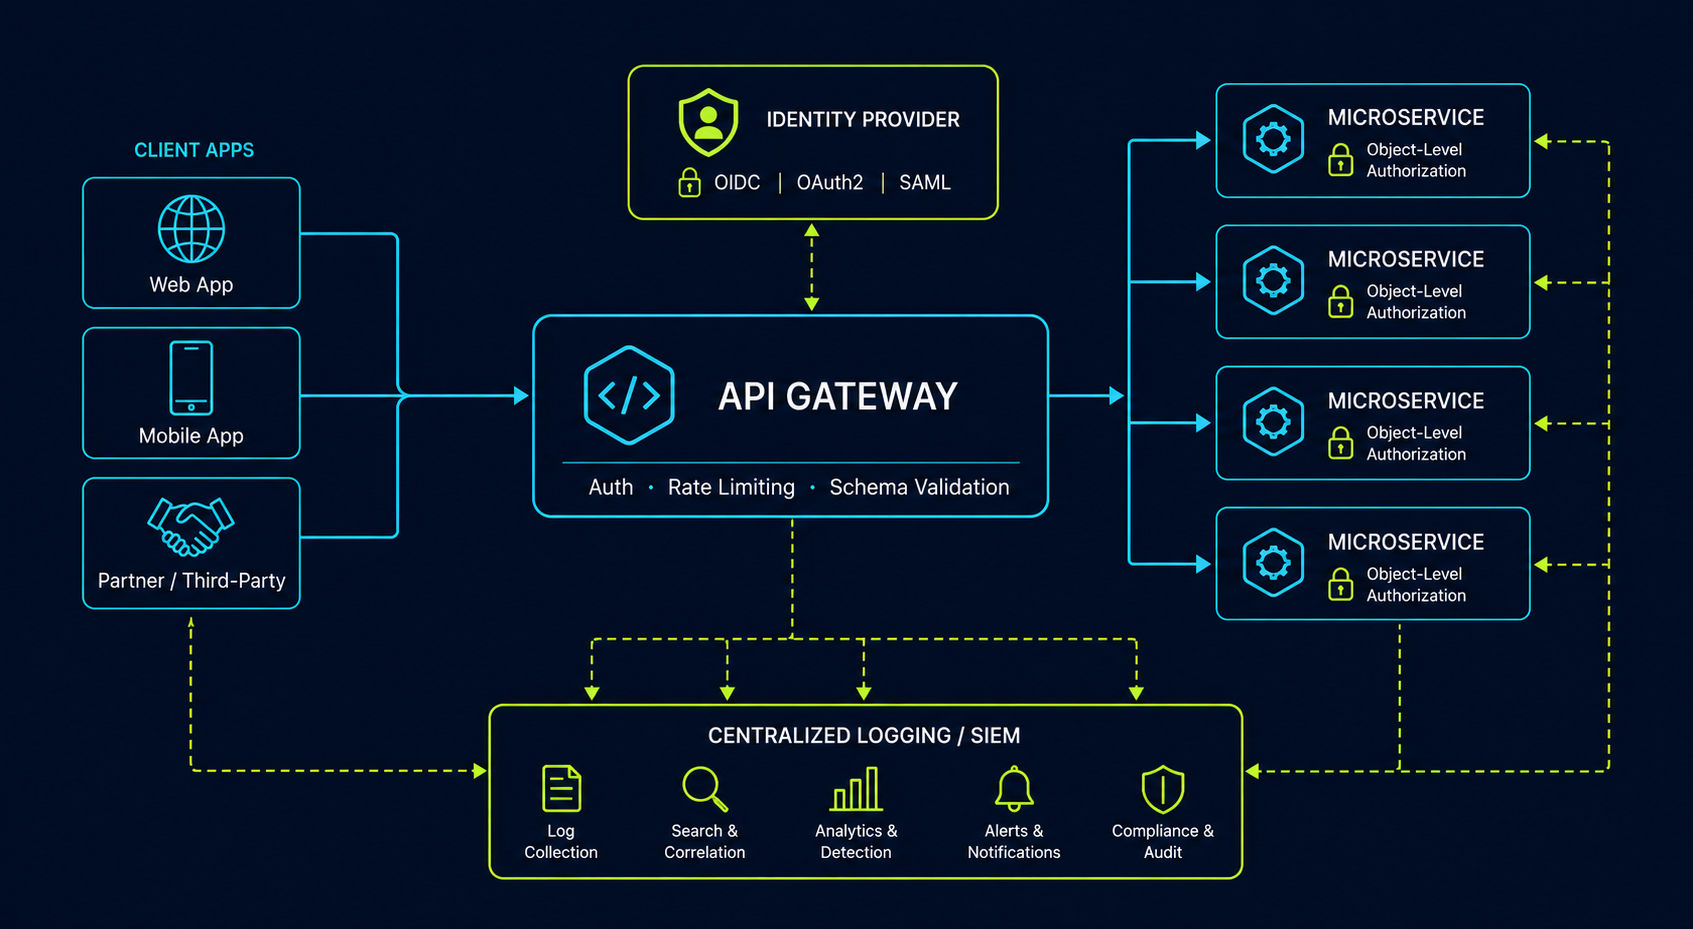 CLIENT APPS
Web App
Mobile App
Partner / Third-Party
IDENTITY PROVIDER
OIDC | OAuth2 | SAML
</>
API GATEWAY
Auth • Rate Limiting • Schema Validation
MICROSERVICE
Object-Level
Authorization
MICROSERVICE
Object-Level
Authorization
MICROSERVICE
Object-Level
Authorization
MICROSERVICE
Object-Level
Authorization
CENTRALIZED LOGGING / SIEM
Log
Collection
Search &
Correlation
Analytics &
Detection
Alerts &
Notifications
Compliance &
Audit